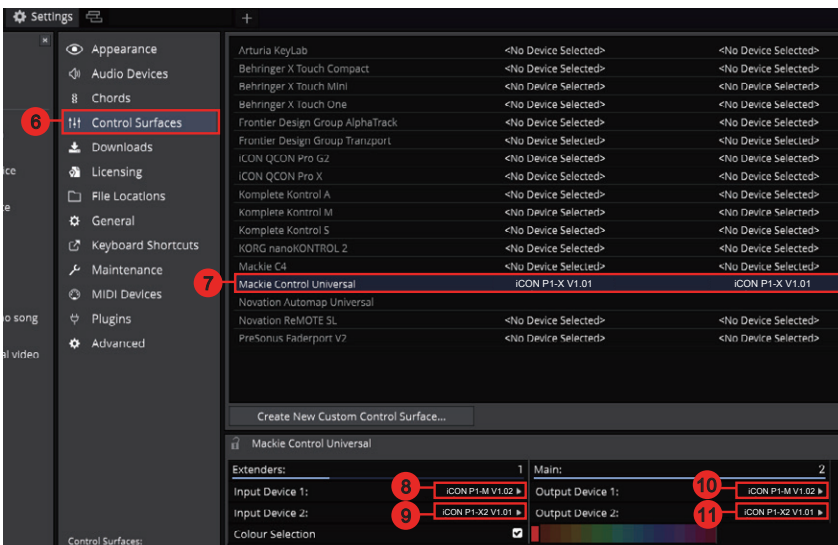 Settings
+
Appearance
Audio Devices
Chords
6
Control Surfaces
Downloads
Licensing
File Locations
General
Keyboard Shortcuts
Maintenance
MIDI Devices
Plugins
Advanced
Control Surfaces:
ice
te
no song
al video
Arturia KeyLab <No Device Selected> <No Device Selected>
Behringer X Touch Compact <No Device Selected> <No Device Selected>
Behringer X Touch Mini <No Device Selected> <No Device Selected>
Behringer X Touch One <No Device Selected> <No Device Selected>
Frontier Design Group AlphaTrack <No Device Selected> <No Device Selected>
Frontier Design Group Tranzport <No Device Selected> <No Device Selected>
iCON QCON Pro G2 <No Device Selected> <No Device Selected>
iCON QCON Pro X <No Device Selected> <No Device Selected>
Komplete Kontrol A <No Device Selected> <No Device Selected>
Komplete Kontrol M <No Device Selected> <No Device Selected>
Komplete Kontrol S <No Device Selected> <No Device Selected>
KORG nanoKONTROL 2 <No Device Selected> <No Device Selected>
Mackie C4 <No Device Selected> <No Device Selected>
7 Mackie Control Universal iCON P1-X V1.01 iCON P1-X V1.01
Novation Automap Universal
Novation ReMOTE SL <No Device Selected> <No Device Selected>
PreSonus Faderport V2 <No Device Selected> <No Device Selected>
Create New Custom Control Surface...
Mackie Control Universal
Extenders: 1 Main: 2
Input Device 1: 8 iCON P1-M V1.02 Output Device 1: 10 iCON P1-M V1.02
Input Device 2: 9 iCON P1-X2 V1.01 Output Device 2: 11 iCON P1-X2 V1.01
Colour Selection